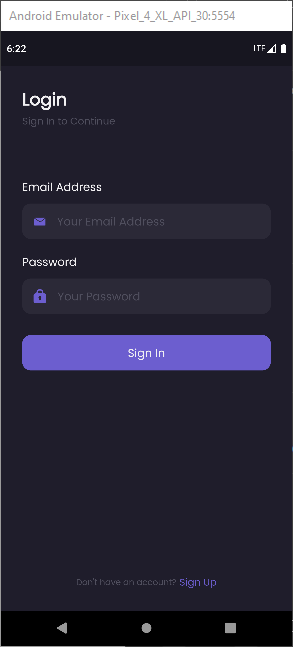 Android Emulator - Pixel_4_XL_API_30:5554
6:22 LTE
Login
Sign In to Continue
Email Address
Your Email Address
Password
Your Password
Sign In
Don't have an account? Sign Up